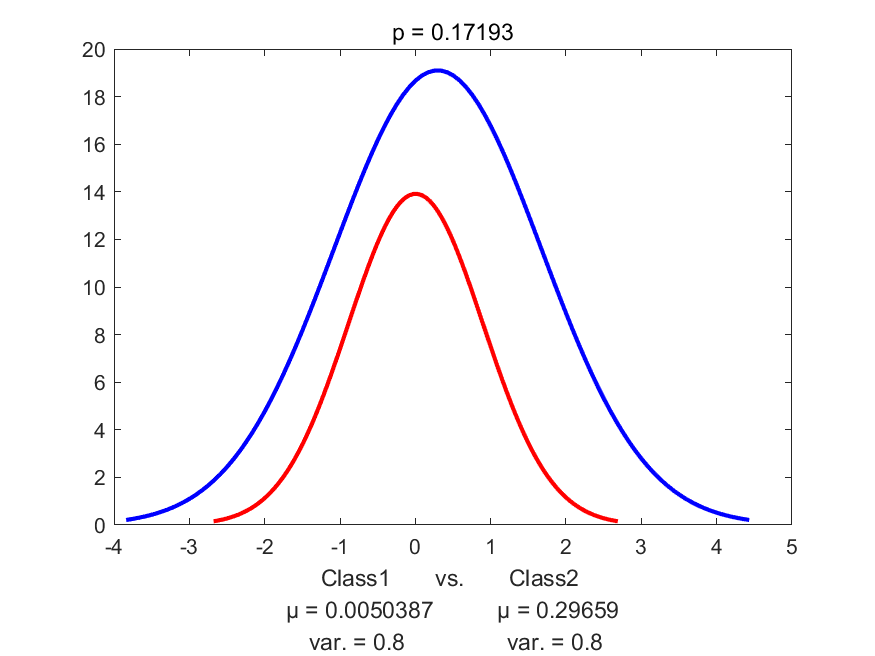 p = 0.17193
20
18
16
14
12
10
8
6
4
2
0
-4 -3 -2 -1 0 1 2 3 4 5
Class1 vs. Class2
μ = 0.0050387 μ = 0.29659
var. = 0.8 var. = 0.8